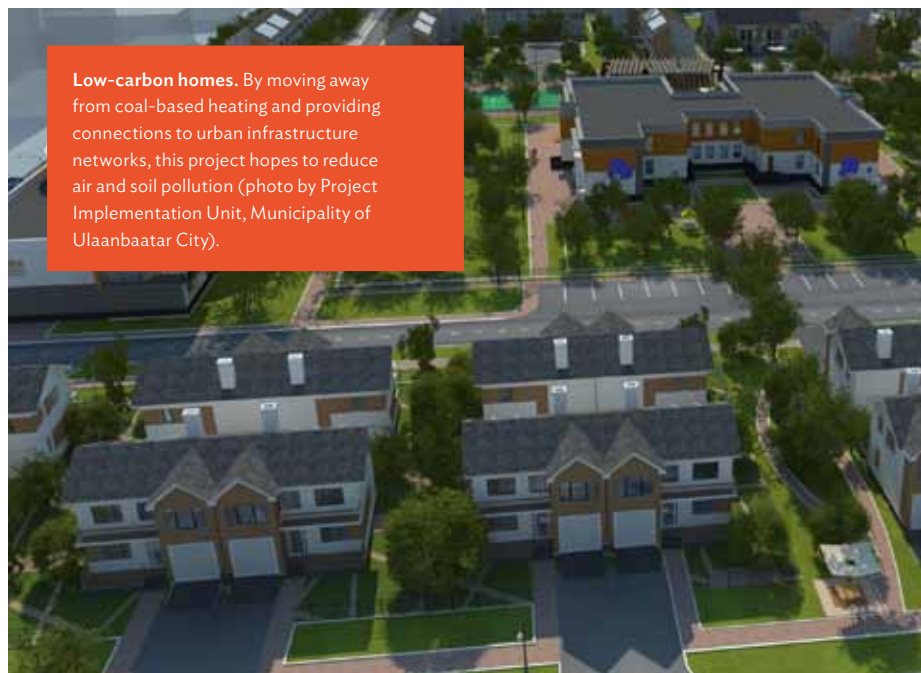 Low-carbon homes. By moving away
from coal-based heating and providing
connections to urban infrastructure
networks, this project hopes to reduce
air and soil pollution (photo by Project
Implementation Unit, Municipality of
Ulaanbaatar City).